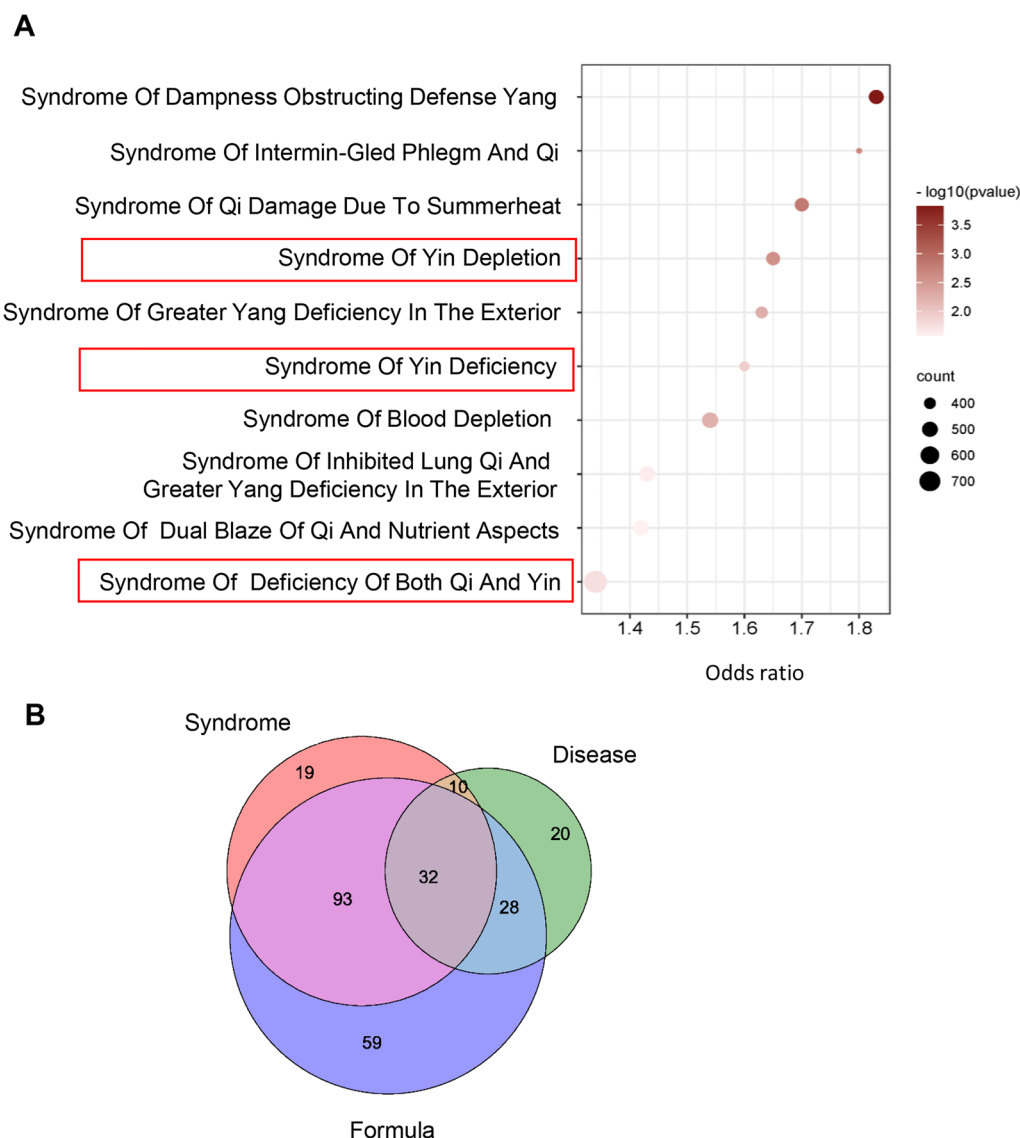 A
Syndrome Of Dampness Obstructing Defense Yang
Syndrome Of Intermin-Gled Phlegm And Qi
Syndrome Of Qi Damage Due To Summerheat
Syndrome Of Yin Depletion
Syndrome Of Greater Yang Deficiency In The Exterior
Syndrome Of Yin Deficiency
Syndrome Of Blood Depletion
Syndrome Of Inhibited Lung Qi And
Greater Yang Deficiency In The Exterior
Syndrome Of Dual Blaze Of Qi And Nutrient Aspects
Syndrome Of Deficiency Of Both Qi And Yin
1.4 1.5 1.6 1.7 1.8
Odds ratio
- log10(pvalue)
3.5
3.0
2.5
2.0
count
400
500
600
700
B
Syndrome
Disease
19
10
20
32
93
28
59
Formula